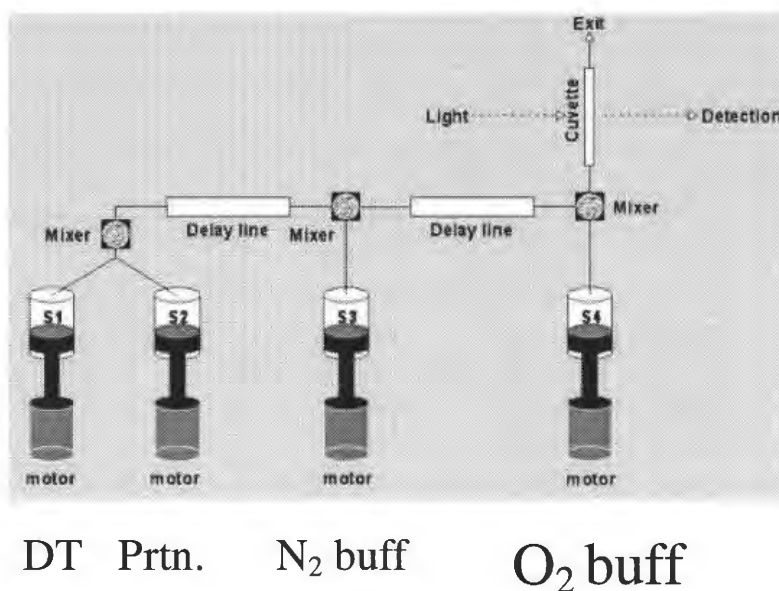 Exit
Cuvette
Light
Detection
Mixer
Delay line
Mixer
Delay line
Mixer
S1
S2
S3
S4
motor
motor
motor
motor
DT Prtn. N₂ buff O₂ buff